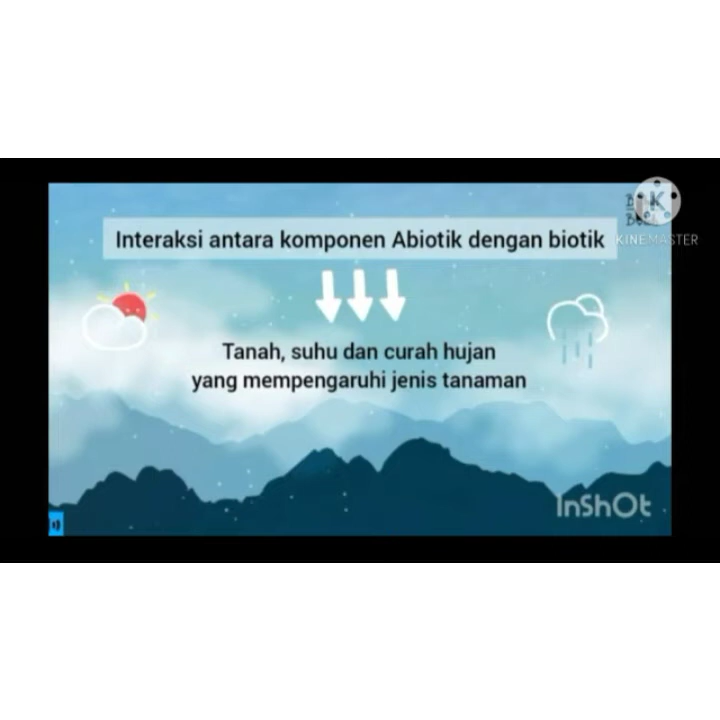 Interaksi antara komponen Abiotik dengan biotik
KINEMASTER
Tanah, suhu dan curah hujan
yang mempengaruhi jenis tanaman
InShOt